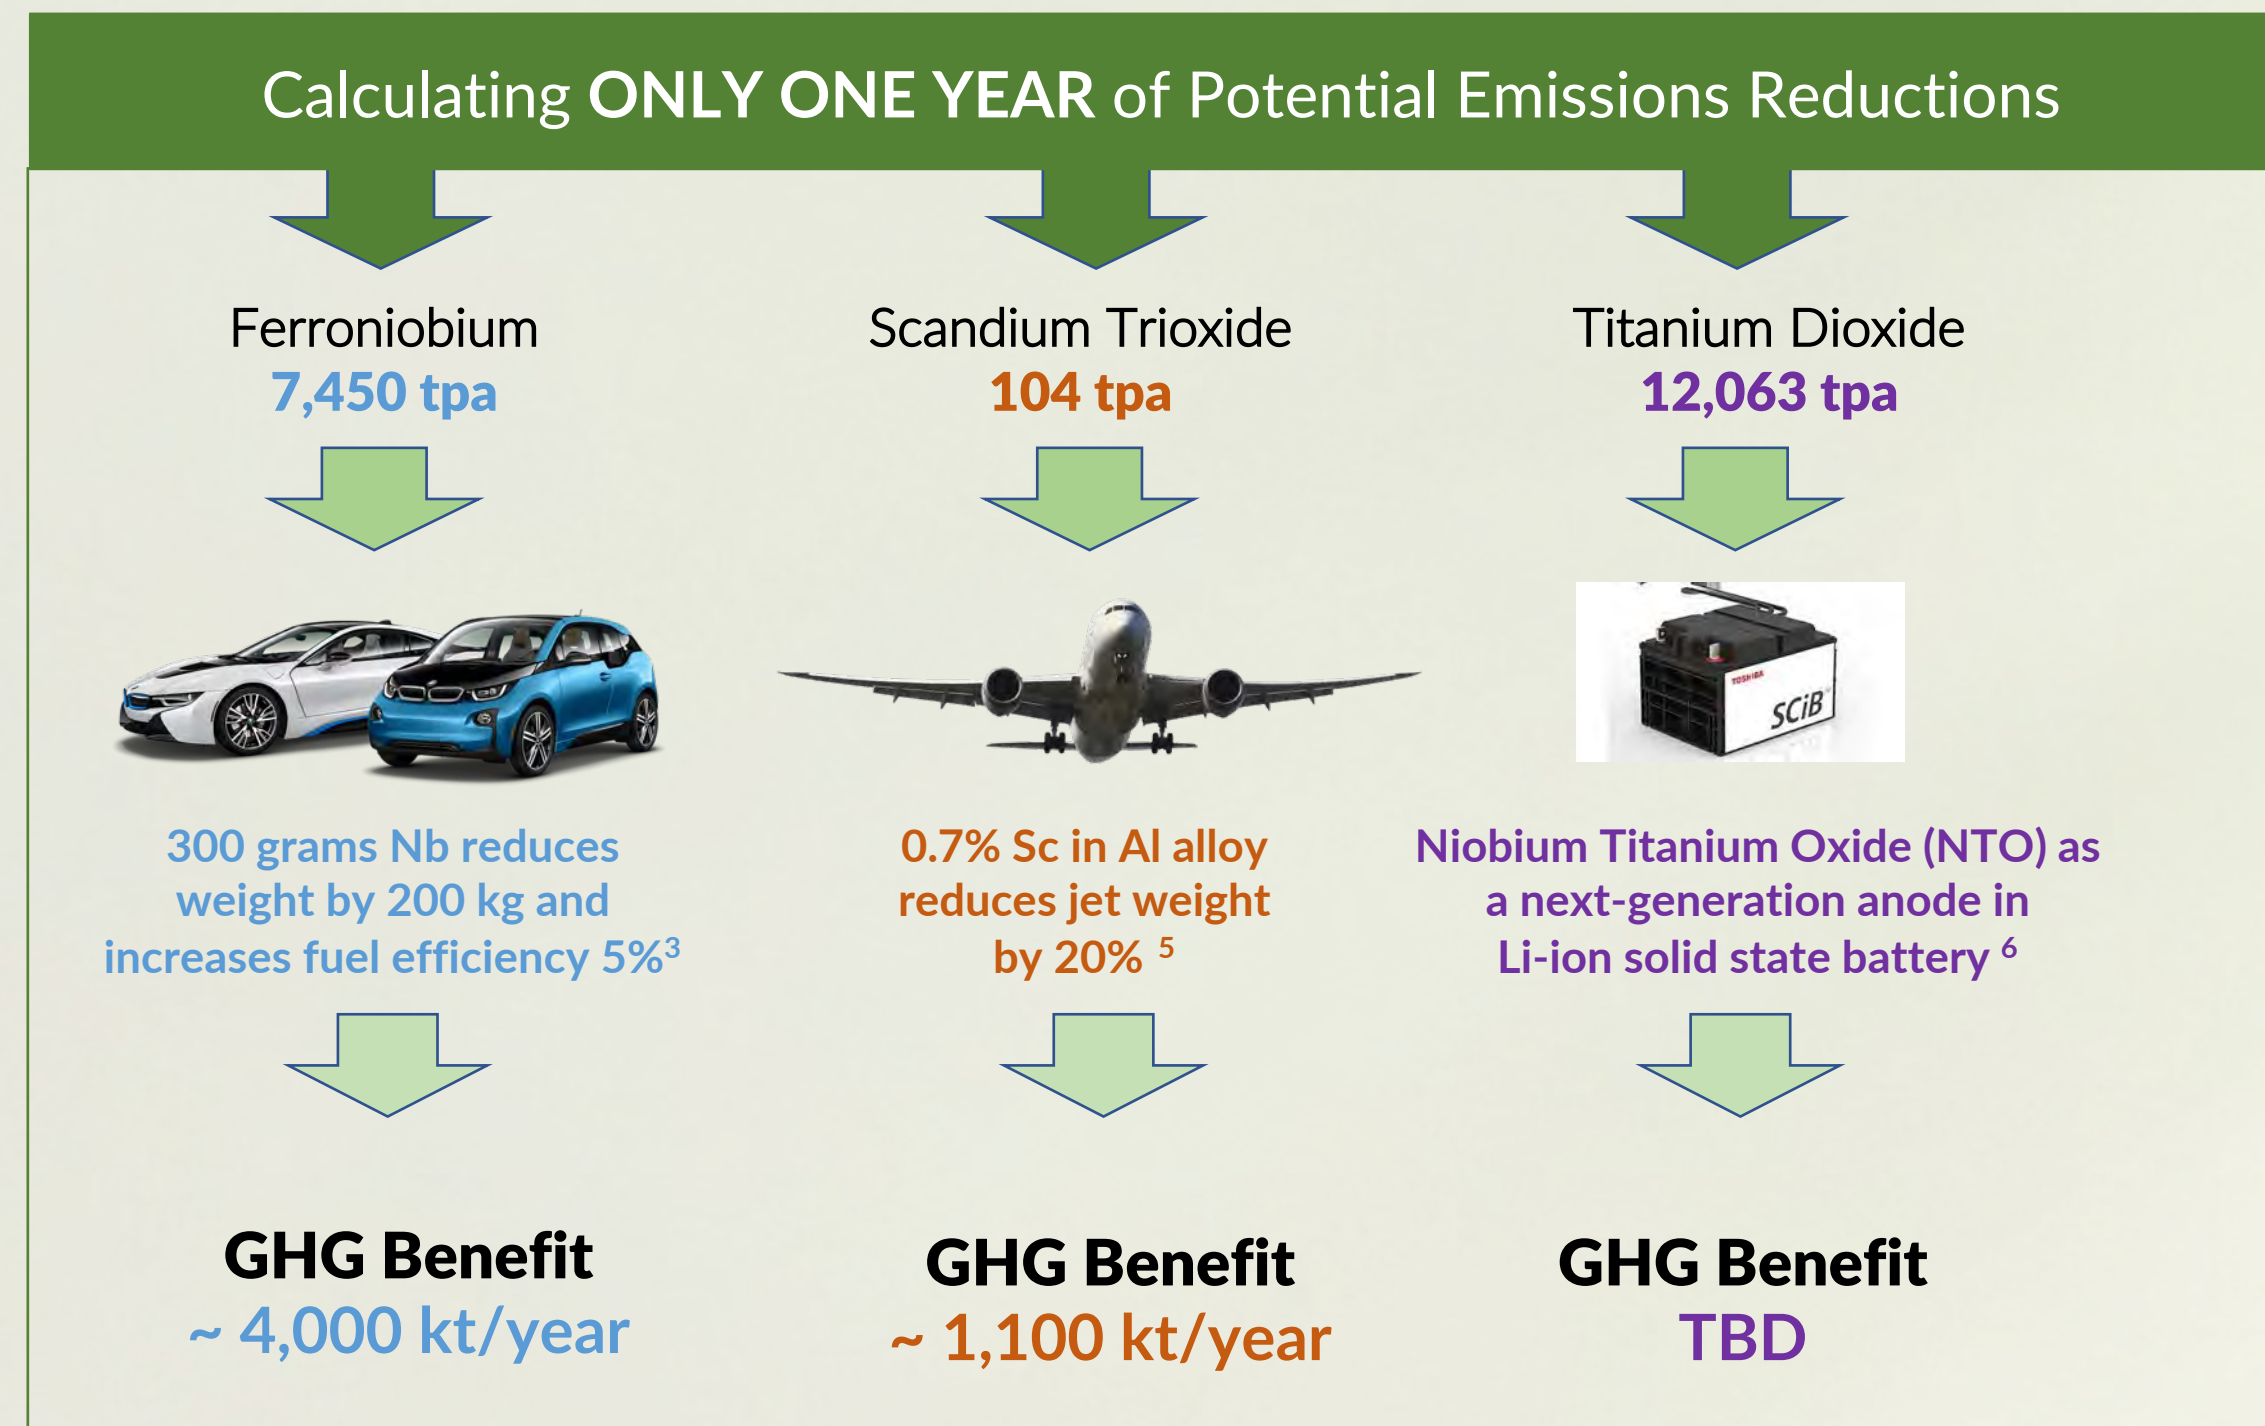 Calculating ONLY ONE YEAR of Potential Emissions Reductions
Ferroniobium
7,450 tpa
300 grams Nb reduces
weight by 200 kg and
increases fuel efficiency 5%³
GHG Benefit
~ 4,000 kt/year
Scandium Trioxide
104 tpa
0.7% Sc in Al alloy
reduces jet weight
by 20% ⁵
GHG Benefit
~ 1,100 kt/year
Titanium Dioxide
12,063 tpa
TOSHIBA
SCiB
Niobium Titanium Oxide (NTO) as
a next-generation anode in
Li-ion solid state battery ⁶
GHG Benefit
TBD